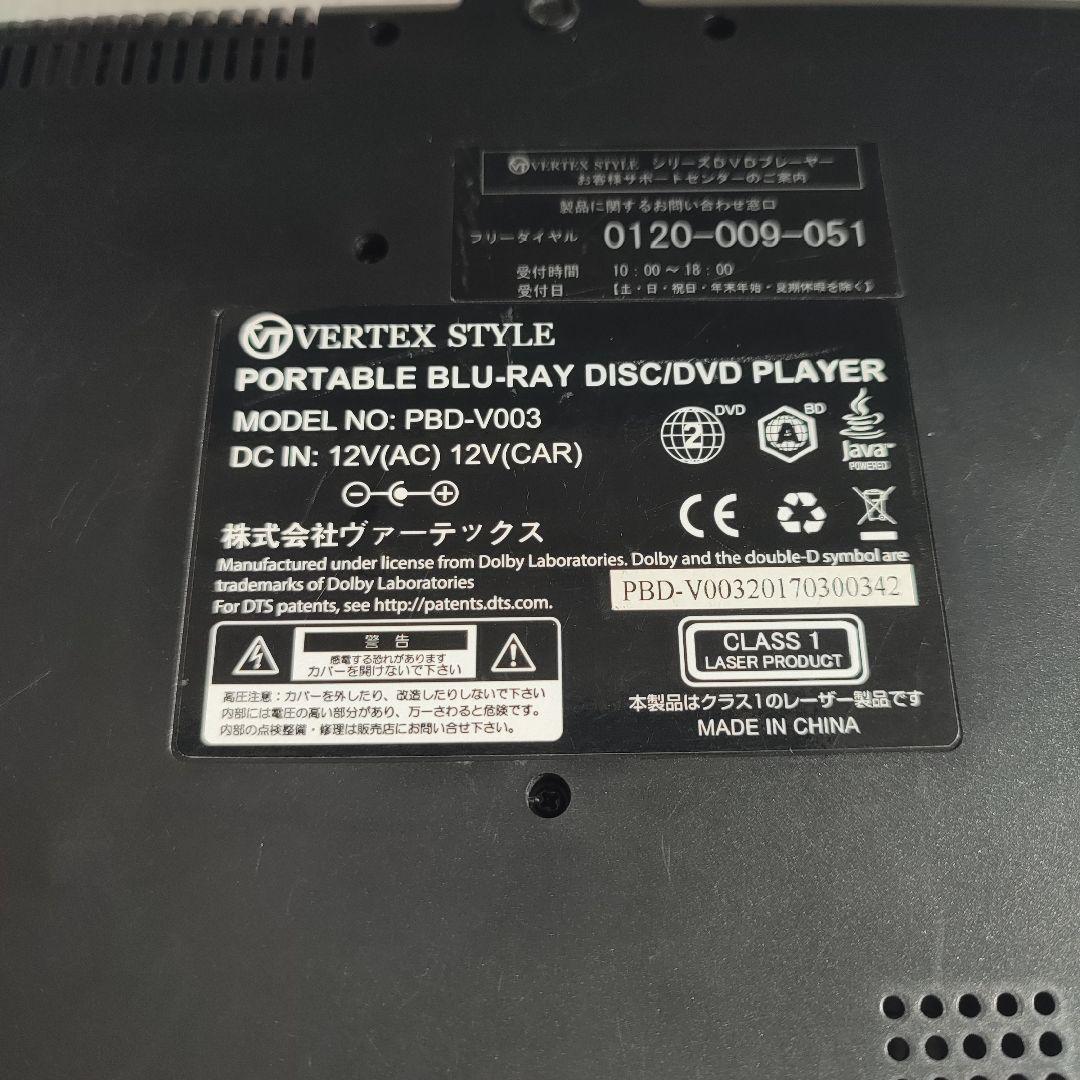 VT VERTEX STYLE シリーズDVDプレーヤー
お客様サポートセンターのご案内
製品に関するお問い合わせ窓口
フリーダイヤル 0120-009-051
受付時間 10:00～18:00
受付日 【土・日・祝日・年末年始・夏期休暇を除く】
VT VERTEX STYLE
PORTABLE BLU-RAY DISC/DVD PLAYER
MODEL NO: PBD-V003
DC IN: 12V(AC) 12V(CAR)
2 DVD A BD Java
POWERED
CE
株式会社ヴァーテックス
Manufactured under license from Dolby Laboratories. Dolby and the double-D symbol are
trademarks of Dolby Laboratories
For DTS patents, see http://patents.dts.com.
PBD-V00320170300342
警告
感電する恐れがあります
カバーを開けないで下さい
高圧注意：カバーを外したり、改造したりしないで下さい
内部には電圧の高い部分があり、万一さわると危険です。
内部の点検整備・修理は販売店にお問い合せ下さい。
CLASS 1
LASER PRODUCT
本製品はクラス1のレーザー製品です
MADE IN CHINA